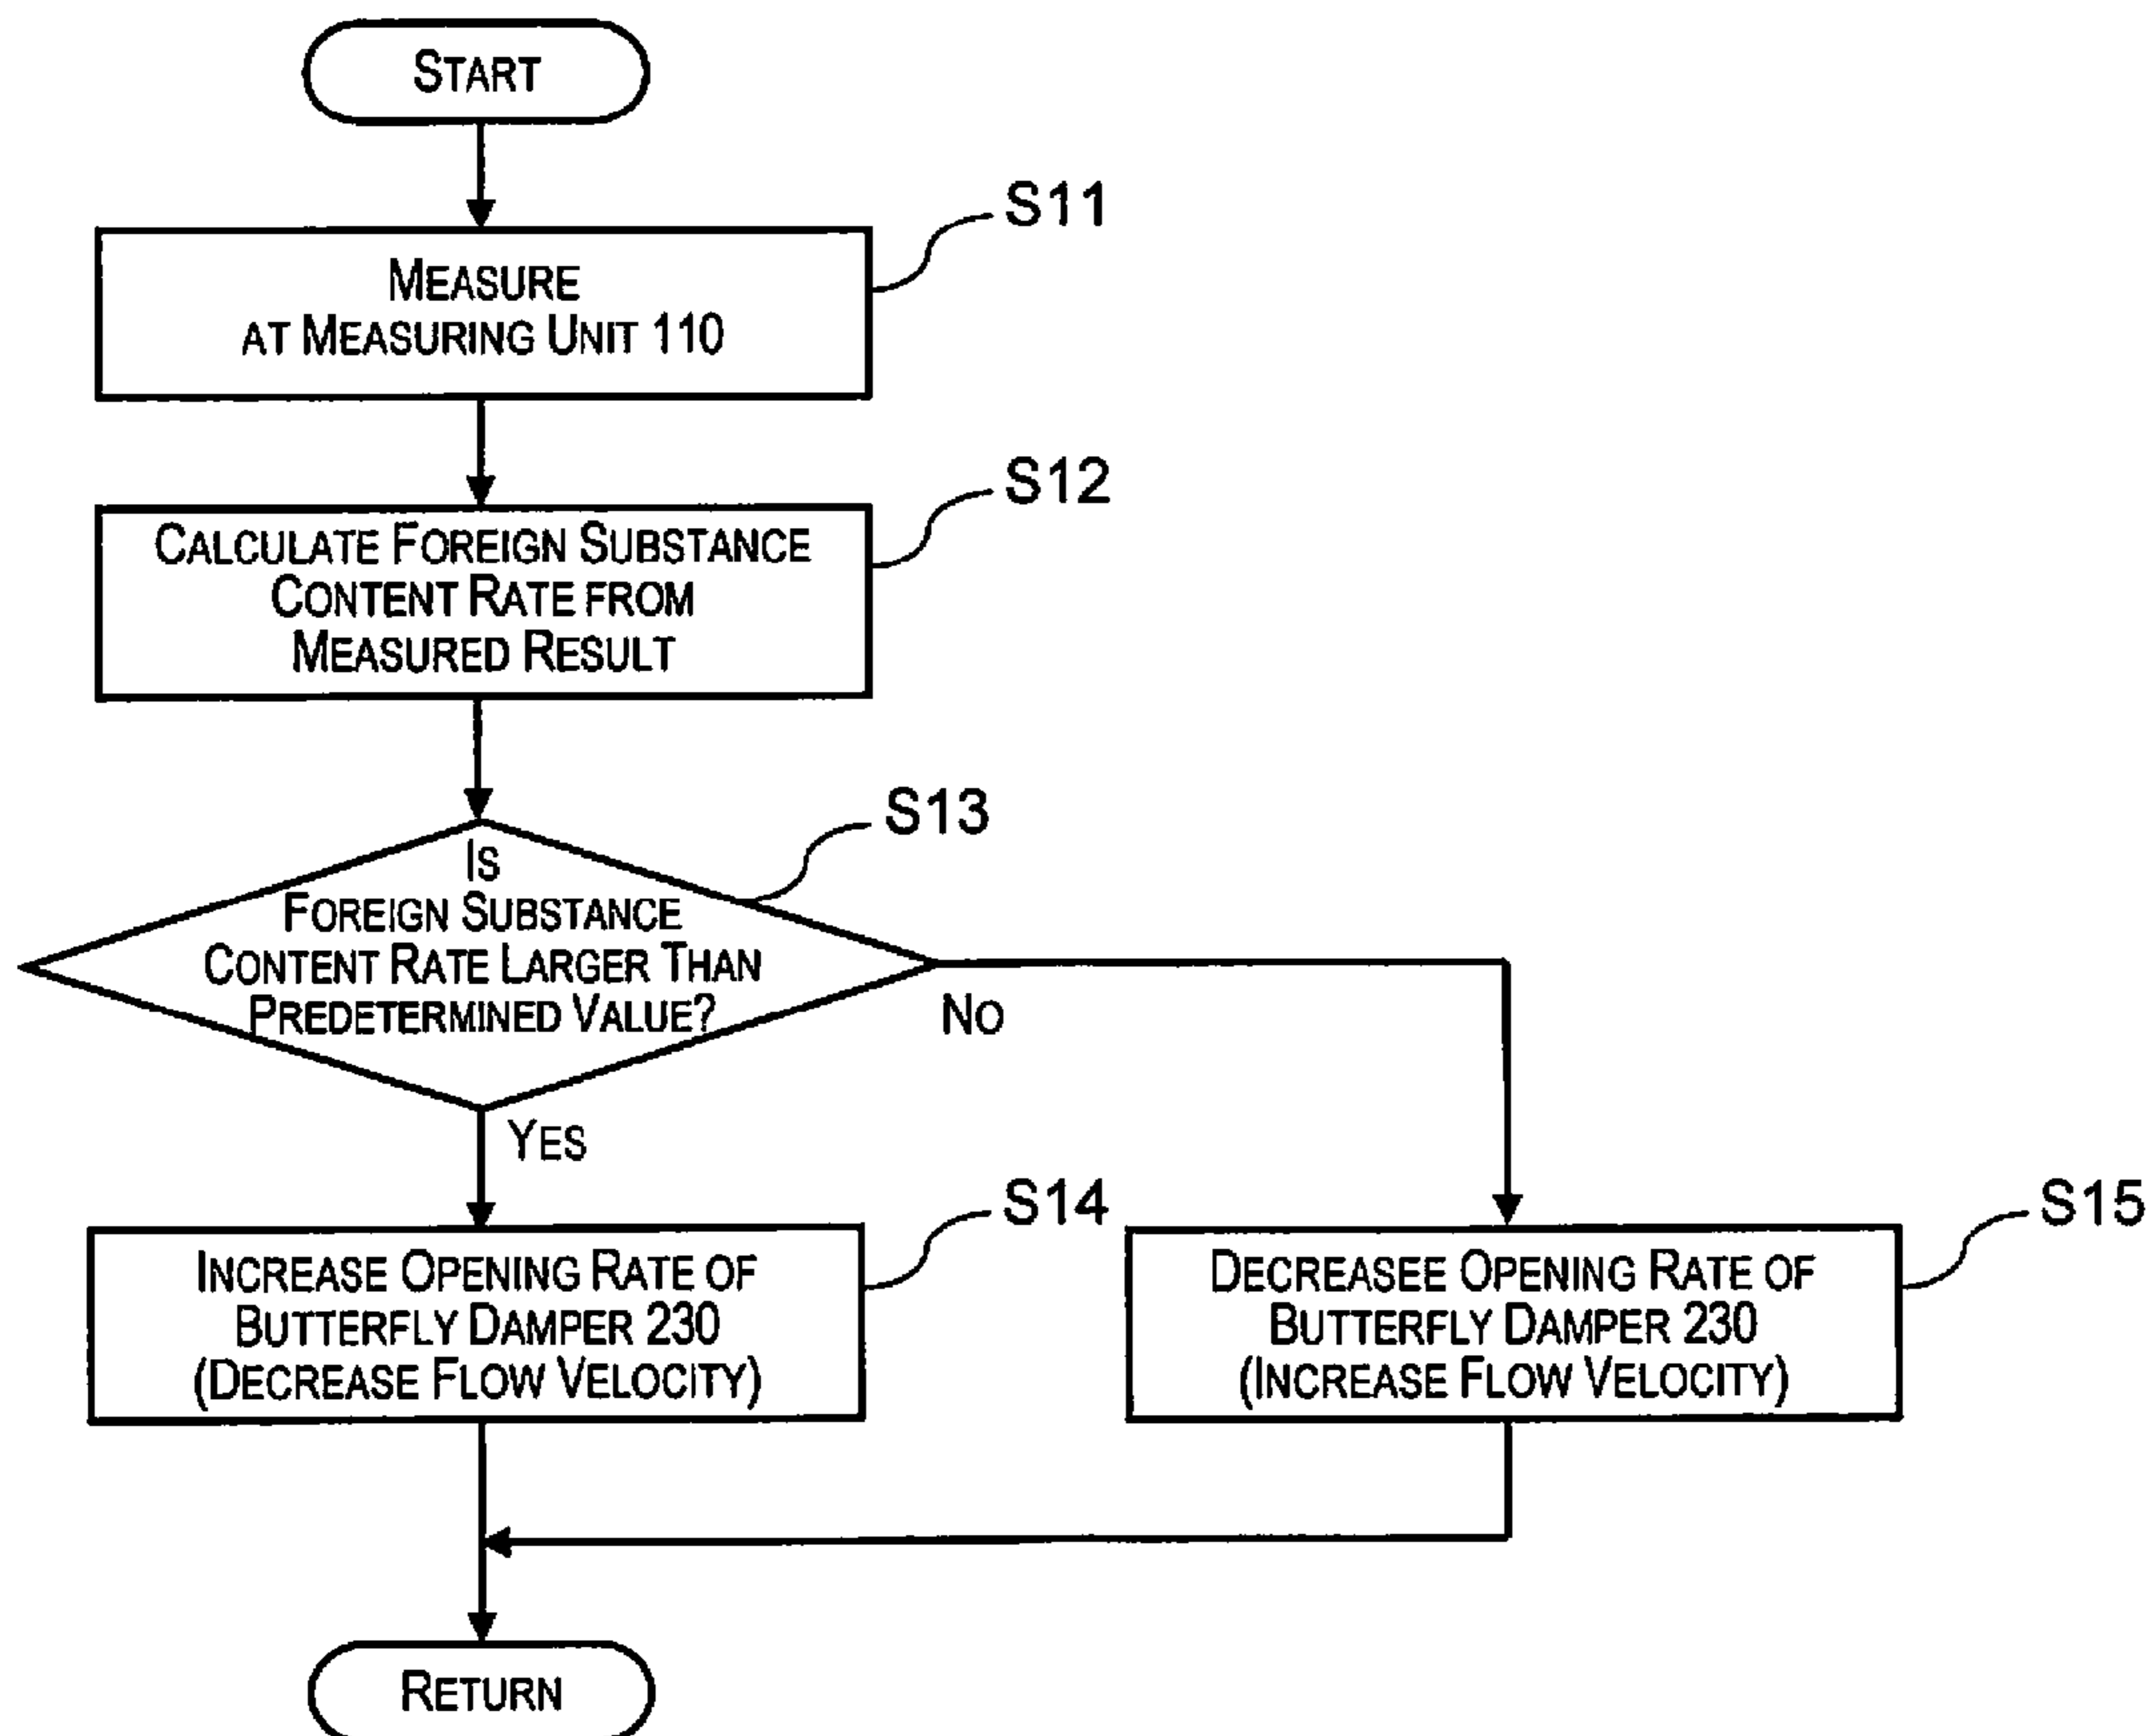 START
S11
MEASURE
AT MEASURING UNIT 110
S12
CALCULATE FOREIGN SUBSTANCE
CONTENT RATE FROM
MEASURED RESULT
S13
IS
FOREIGN SUBSTANCE
CONTENT RATE LARGER THAN
PREDETERMINED VALUE?
NO
YES
S14
INCREASE OPENING RATE OF
BUTTERFLY DAMPER 230
(DECREASE FLOW VELOCITY)
S15
DECREASEE OPENING RATE OF
BUTTERFLY DAMPER 230
(INCREASE FLOW VELOCITY)
RETURN